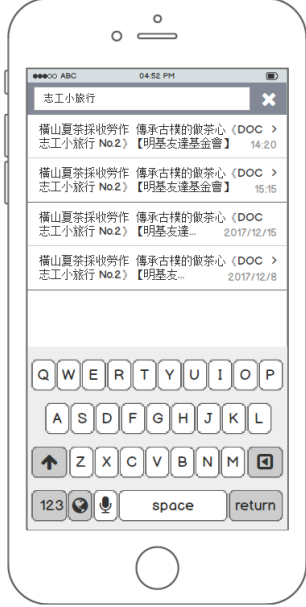 ABC 04:52 PM
志工小旅行
橫山夏茶採收勞作 傳承古樸的做茶心《DOC >
志工小旅行 No.2》【明基友達基金會】 14:20
橫山夏茶採收勞作 傳承古樸的做茶心《DOC >
志工小旅行 No.2》【明基友達基金會】 15:15
橫山夏茶採收勞作 傳承古樸的做茶心《DOC
志工小旅行 No.2》【明基友達... 2017/12/15
橫山夏茶採收勞作 傳承古樸的做茶心《DOC >
志工小旅行 No.2》【明基友... 2017/12/8
Q W E R T Y U I O P
A S D F G H J K L
Z X C V B N M
123 space return